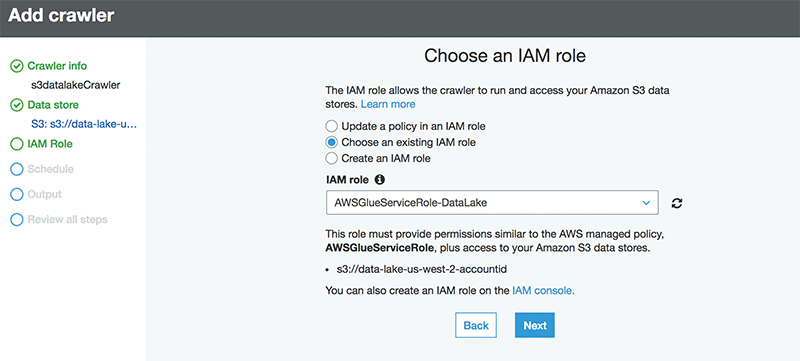 Add crawler
Crawler info
s3datalakeCrawler
Data store
S3: s3://data-lake-u...
IAM Role
Schedule
Output
Review all steps
Choose an IAM role
The IAM role allows the crawler to run and access your Amazon S3 data
stores. Learn more
Update a policy in an IAM role
Choose an existing IAM role
Create an IAM role
IAM role
AWSGlueServiceRole-DataLake
This role must provide permissions similar to the AWS managed policy,
AWSGlueServiceRole, plus access to your Amazon S3 data stores.
• s3://data-lake-us-west-2-accountid
You can also create an IAM role on the IAM console.
Back
Next